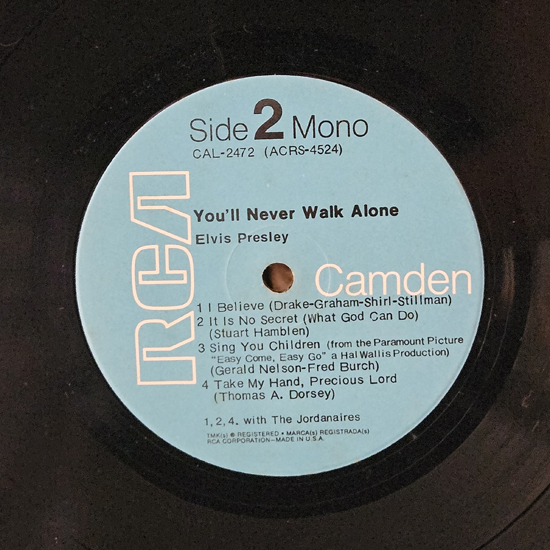 Side 2 Mono
CAL-2472 (ACRS-4524)
RCA
You'll Never Walk Alone
Elvis Presley
Camden
1 I Believe (Drake-Graham-Shirl-Stillman)
2 It Is No Secret (What God Can Do)
(Stuart Hamblen)
3 Sing You Children (from the Paramount Picture
"Easy Come, Easy Go" a Hal Wallis Production)
(Gerald Nelson-Fred Burch)
4 Take My Hand, Precious Lord
(Thomas A. Dorsey)
1,2,4. with The Jordanaires
TMK(s) ® REGISTERED • MARCA(s) REGISTRADA(s)
RCA CORPORATION—MADE IN U.S.A.